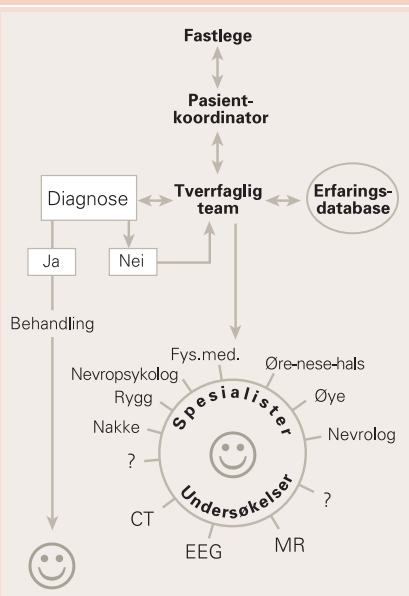 Fastlege
Pasient-
koordinator
Diagnose
Tverrfaglig
team
Erfarings-
database
Ja
Nei
Behandling
Fys.med.
Nevropsykolog
Øre-nese-hals
Rygg
Øye
Nakke
Nevrolog
?
?
Spesialister
Undersøkelser
CT
EEG
MR